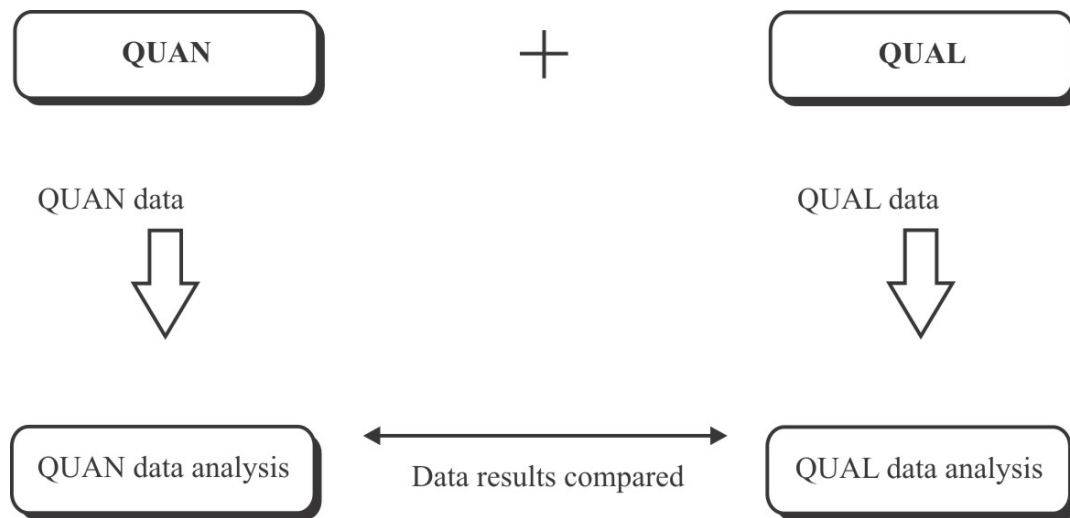 QUAN
+
QUAL
QUAN data
QUAL data
QUAN data analysis
Data results compared
QUAL data analysis